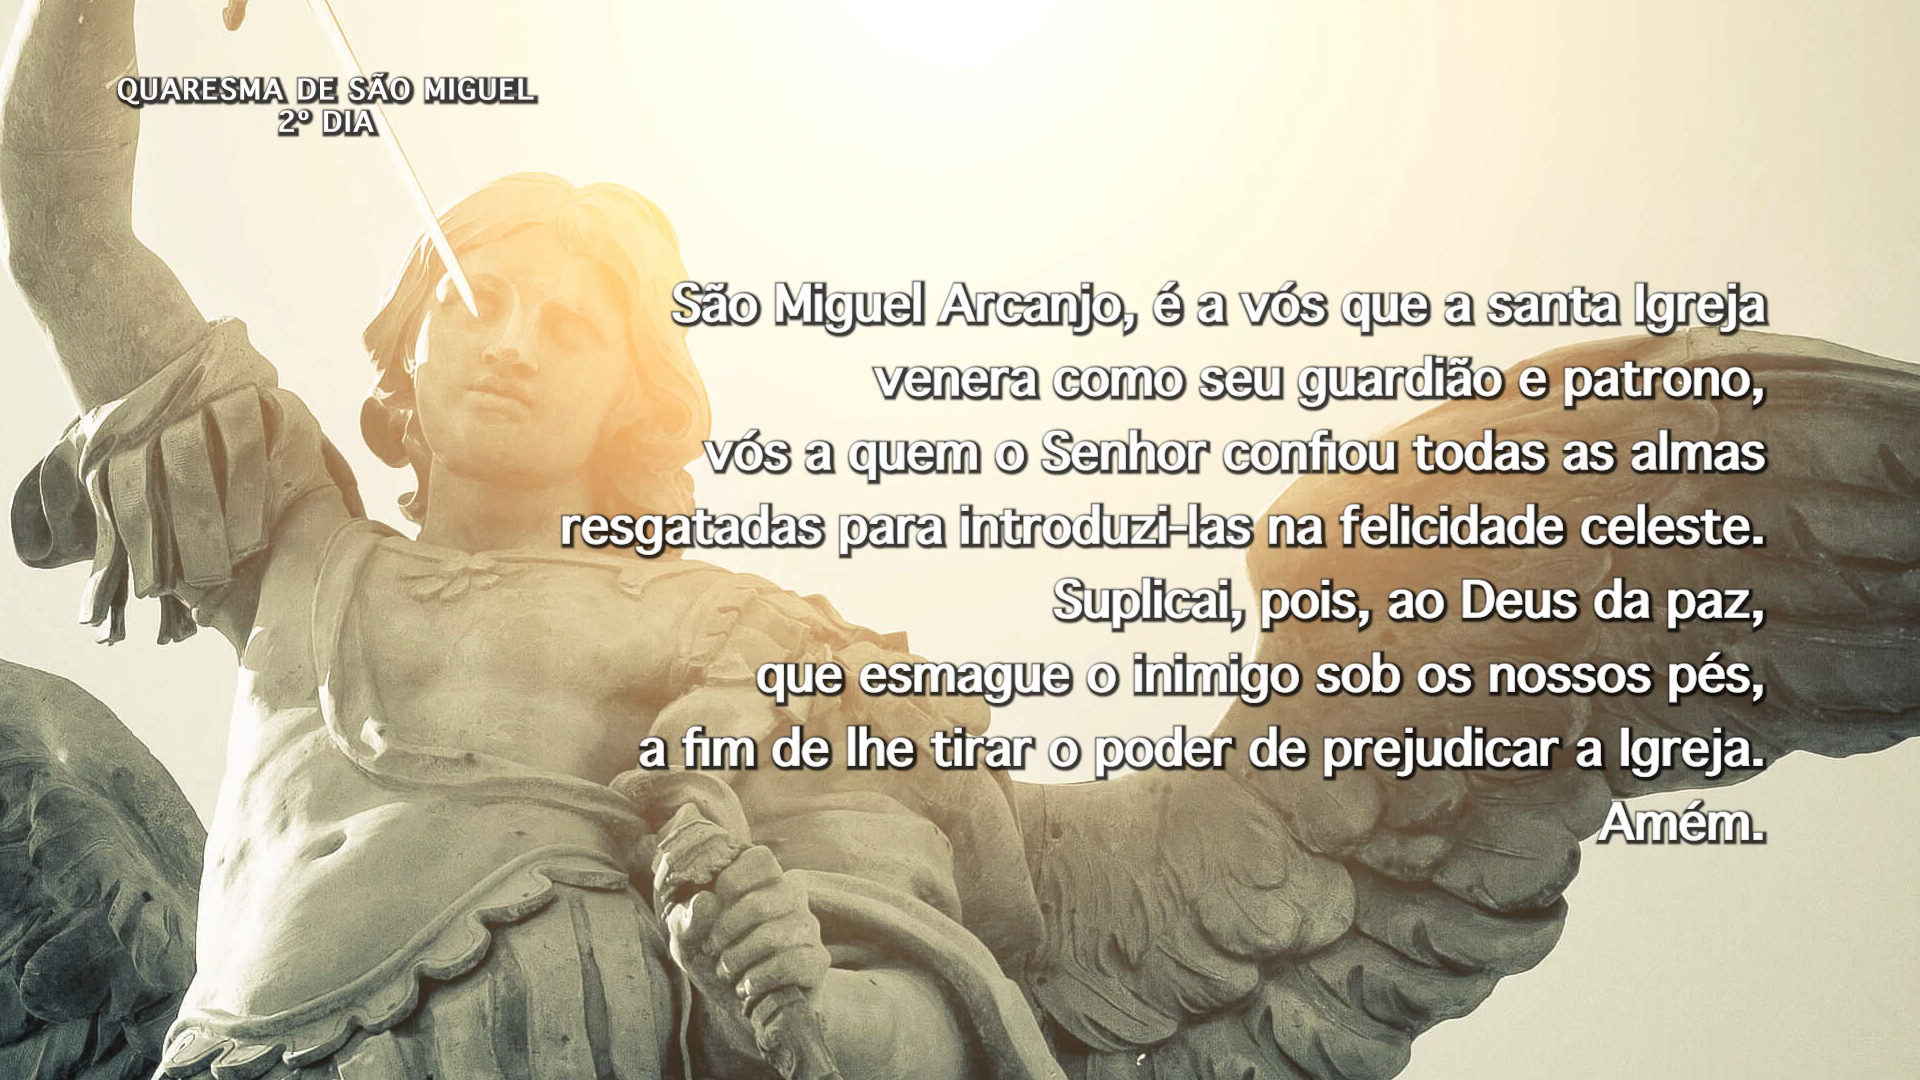 QUARESMA DE SÃO MIGUEL
2º DIA
São Miguel Arcanjo, é a vós que a santa Igreja
venera como seu guardião e patrono,
vós a quem o Senhor confiou todas as almas
resgatadas para introduzi-las na felicidade celeste.
Suplicai, pois, ao Deus da paz,
que esmague o inimigo sob os nossos pés,
a fim de lhe tirar o poder de prejudicar a Igreja.
Amém.